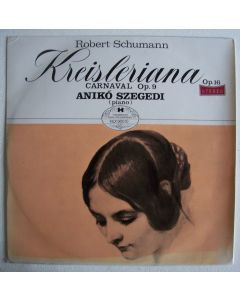 Robert Schumann
Kreisleriana Op. 16
CARNAVAL Op. 9
STEREO
ANIKÓ SZEGEDI
(piano)